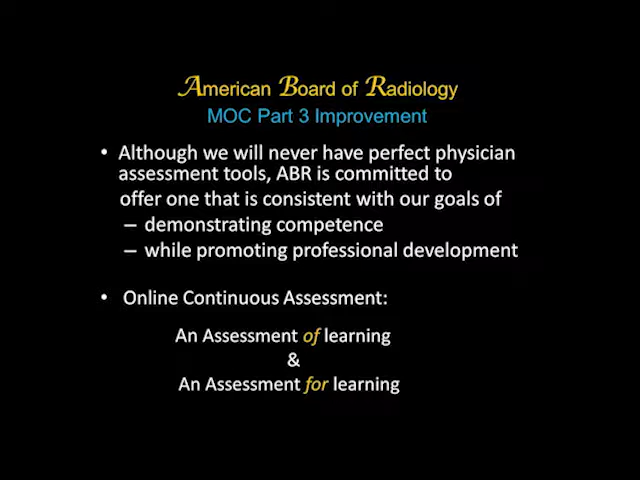 American Board of Radiology
MOC Part 3 Improvement
• Although we will never have perfect physician
assessment tools, ABR is committed to
offer one that is consistent with our goals of
– demonstrating competence
– while promoting professional development
• Online Continuous Assessment:
An Assessment of learning
&
An Assessment for learning